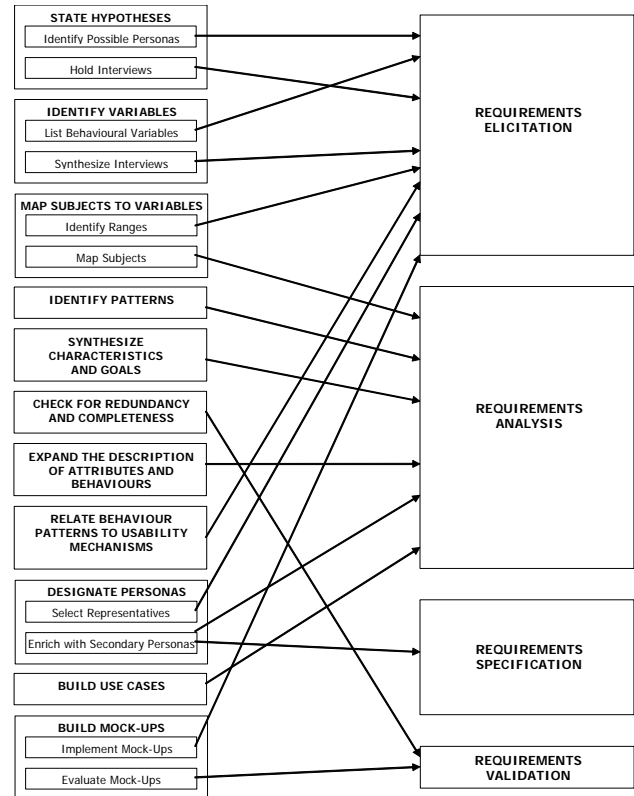 STATE HYPOTHESES
Identify Possible Personas
Hold Interviews
IDENTIFY VARIABLES
List Behavioural Variables
Synthesize Interviews
MAP SUBJECTS TO VARIABLES
Identify Ranges
Map Subjects
IDENTIFY PATTERNS
SYNTHESIZE
CHARACTERISTICS
AND GOALS
CHECK FOR REDUNDANCY
AND COMPLETENESS
EXPAND THE DESCRIPTION
OF ATTRIBUTES AND
BEHAVIOURS
RELATE BEHAVIOUR
PATTERNS TO USABILITY
MECHANISMS
DESIGNATE PERSONAS
Select Representatives
Enrich with Secondary Personas
BUILD USE CASES
BUILD MOCK-UPS
Implement Mock-Ups
Evaluate Mock-Ups
REQUIREMENTS
ELICITATION
REQUIREMENTS
ANALYSIS
REQUIREMENTS
SPECIFICATION
REQUIREMENTS
VALIDATION